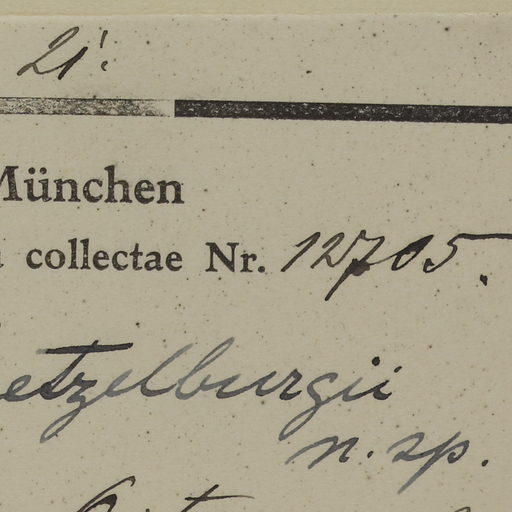 21.
München
collectae Nr. 12705.
etzelburgii
n. sp.